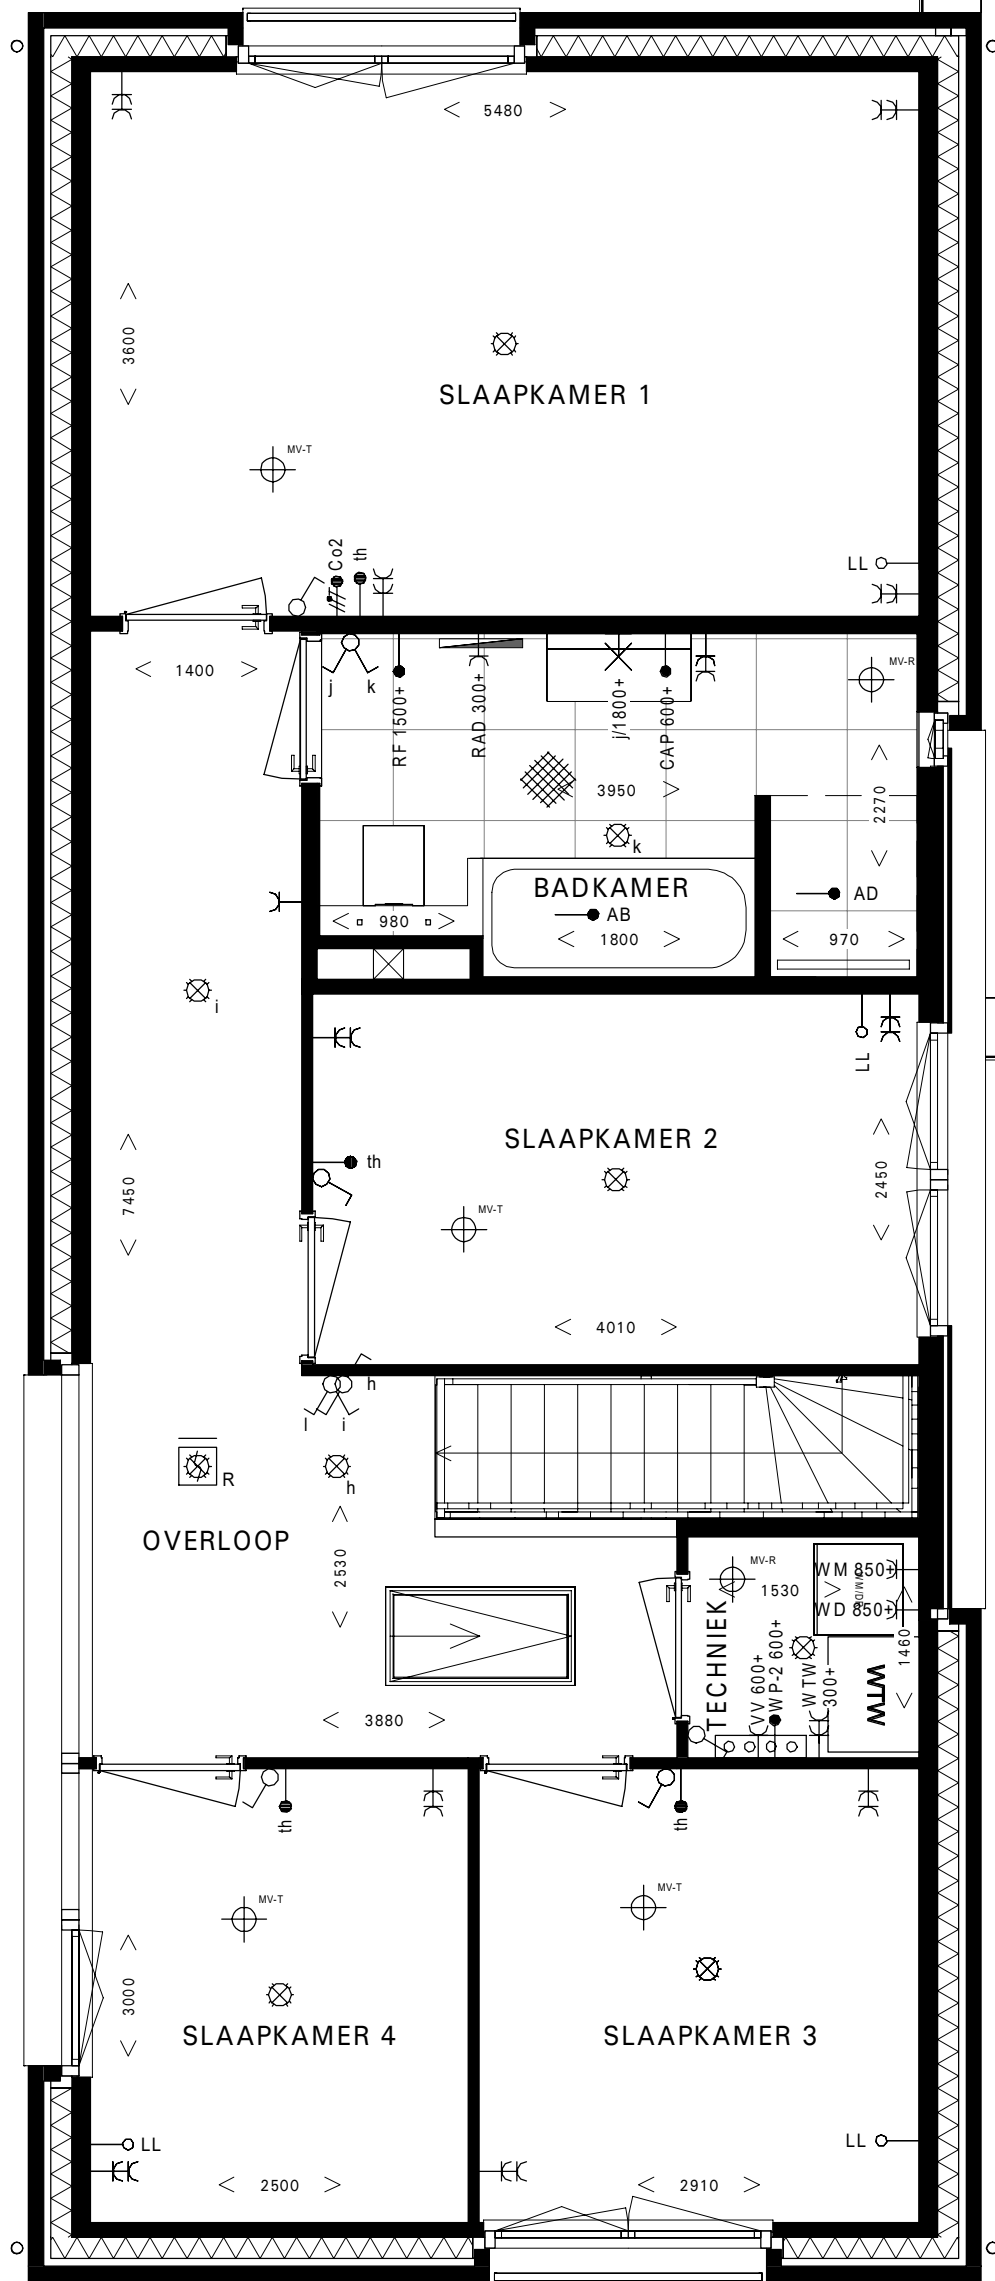 5480
3600
SLAAPKAMER 1
MV-T
Co2
th
LL
1400
j
k
RF 1500+
RAD 300+
j/1800+
CAP 600+
MV-R
3950
2270
k
BADKAMER
AB
AD
980
1800
970
i
LL
SLAAPKAMER 2
th
2450
7450
MV-T
4010
h
l
i
R
h
OVERLOOP
2530
MV-R
1530
WM 850+
WM/DR
WD 850+
1460
TECHNIEK
VV 600+
WP-2 600+
WTW
300+
WTW
3880
th
th
MV-T
MV-T
3000
SLAAPKAMER 4
SLAAPKAMER 3
LL
LL
2500
2910